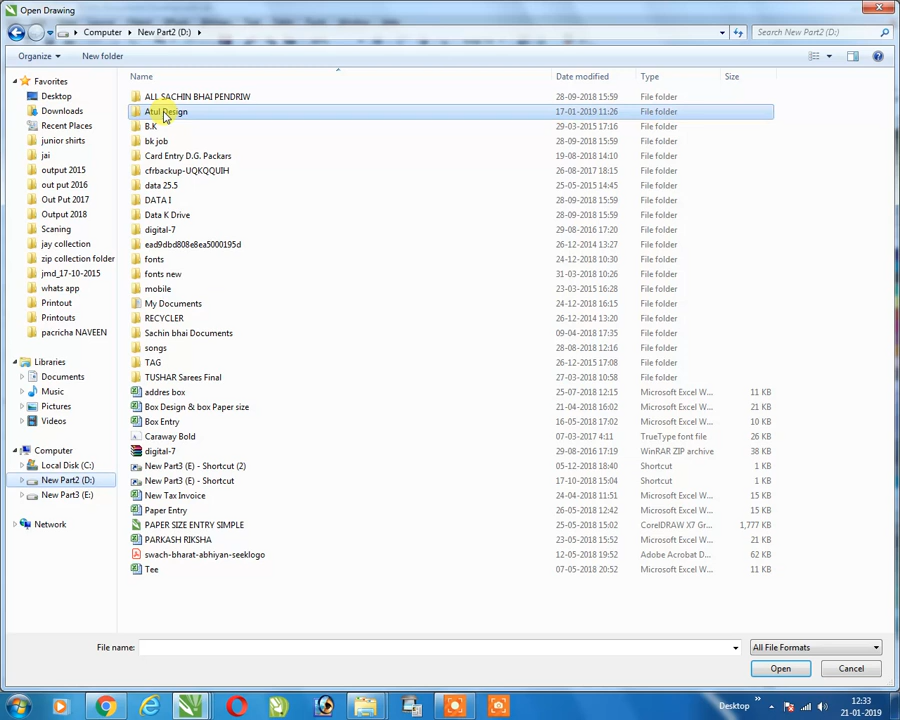 Open Drawing
Computer New Part2 (D:)
Search New Part2 (D:)
Organize New folder
Name Date modified Type Size
Favorites
Desktop
Downloads
Recent Places
junior shirts
jai
output 2015
out put 2016
Out Put 2017
Output 2018
Scaning
jay collection
zip collection folder
jmd_17-10-2015
whats app
Printout
Printouts
pacricha NAVEEN
Libraries
Documents
Music
Pictures
Videos
Computer
Local Disk (C:)
New Part2 (D:)
New Part3 (E:)
Network
ALL SACHIN BHAI PENDRIW 28-09-2018 15:59 File folder
Atul Design 17-01-2019 11:26 File folder
B.K 29-03-2015 17:16 File folder
bk job 28-09-2018 15:59 File folder
Card Entry D.G. Packars 19-08-2018 14:10 File folder
cfrbackup-UQKQQUIH 26-08-2017 18:15 File folder
data 25.5 25-05-2015 14:45 File folder
DATA I 28-09-2018 15:59 File folder
Data K Drive 28-09-2018 15:59 File folder
digital-7 29-08-2016 17:20 File folder
ead9dbd808e8ea5000195d 26-12-2014 13:27 File folder
fonts 24-12-2018 10:30 File folder
fonts new 31-03-2018 10:26 File folder
mobile 23-03-2015 16:28 File folder
My Documents 24-12-2018 16:15 File folder
RECYCLER 26-12-2014 13:20 File folder
Sachin bhai Documents 09-04-2018 17:35 File folder
songs 28-08-2018 12:16 File folder
TAG 26-12-2015 17:08 File folder
TUSHAR Sarees Final 27-03-2018 10:58 File folder
addres box 25-07-2018 12:15 Microsoft Excel W... 11 KB
Box Design & box Paper size 21-04-2018 16:02 Microsoft Excel W... 21 KB
Box Entry 16-05-2018 17:02 Microsoft Excel W... 10 KB
Caraway Bold 07-03-2017 4:11 TrueType font file 26 KB
digital-7 29-08-2016 17:19 WinRAR ZIP archive 38 KB
New Part3 (E) - Shortcut (2) 05-12-2018 18:40 Shortcut 1 KB
New Part3 (E) - Shortcut 17-10-2018 15:04 Shortcut 1 KB
New Tax Invoice 24-04-2018 11:51 Microsoft Excel W... 15 KB
Paper Entry 26-05-2018 12:42 Microsoft Excel W... 15 KB
PAPER SIZE ENTRY SIMPLE 25-05-2018 15:02 CorelDRAW X7 Gr... 1,777 KB
PARKASH RIKSHA 23-05-2018 15:52 Microsoft Excel W... 21 KB
swach-bharat-abhiyan-seeklogo 12-05-2018 19:52 Adobe Acrobat D... 62 KB
Tee 07-05-2018 20:52 Microsoft Excel W... 11 KB
File name: All File Formats
Open Cancel
Desktop 12:33
21-01-2019